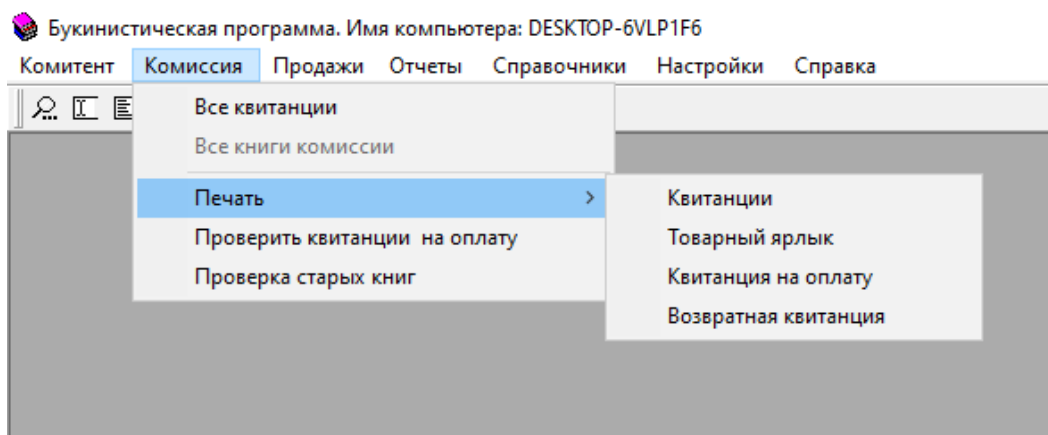 Букинистическая программа. Имя компьютера: DESKTOP-6VLP1F6
Комитент Комиссия Продажи Отчеты Справочники Настройки Справка
Все квитанции
Все книги комиссии
Печать
Квитанции
Проверить квитанции на оплату
Товарный ярлык
Проверка старых книг
Квитанция на оплату
Возвратная квитанция